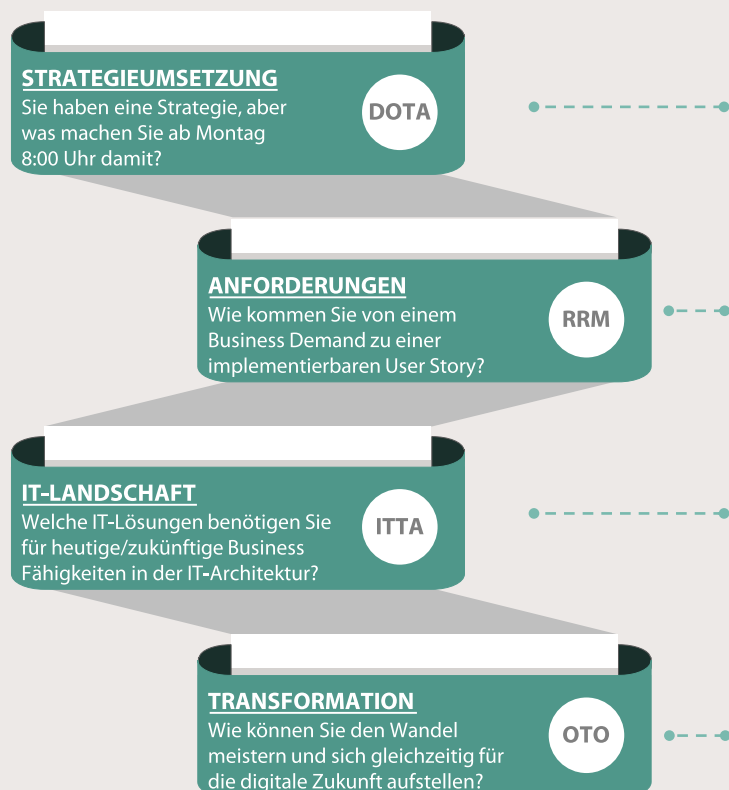 STRATEGIEUMSETZUNG
Sie haben eine Strategie, aber
was machen Sie ab Montag
8:00 Uhr damit?
DOTA
ANFORDERUNGEN
Wie kommen Sie von einem
Business Demand zu einer
implementierbaren User Story?
RRM
IT-LANDSCHAFT
Welche IT-Lösungen benötigen Sie
für heutige/zukünftige Business
Fähigkeiten in der IT-Architektur?
ITTA
TRANSFORMATION
Wie können Sie den Wandel
meistern und sich gleichzeitig für
die digitale Zukunft aufstellen?
OTO